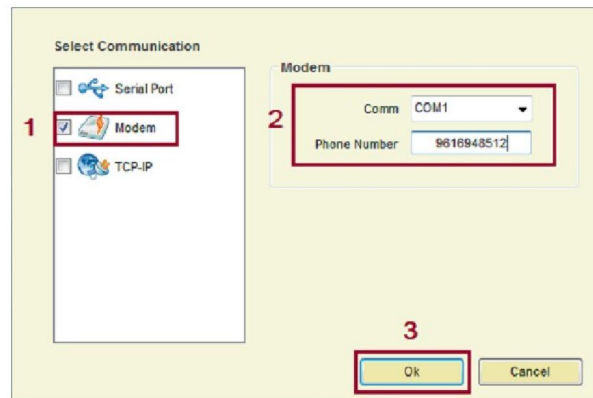 Select Communication
Serial Port
1
Modem
TCP-IP
Modem
2
Comm COM1
Phone Number 9616948512
3
Ok Cancel